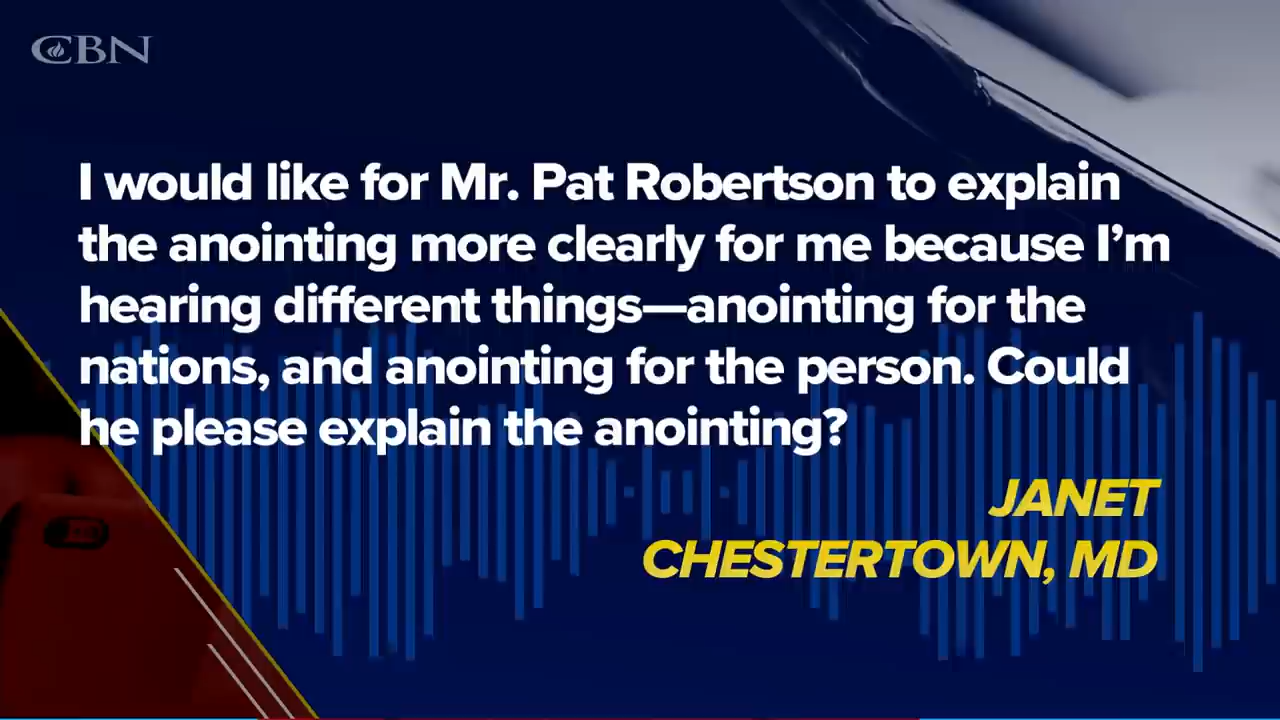 CBN
I would like for Mr. Pat Robertson to explain
the anointing more clearly for me because I’m
hearing different things—anointing for the
nations, and anointing for the person. Could
he please explain the anointing?
JANET
CHESTERTOWN, MD